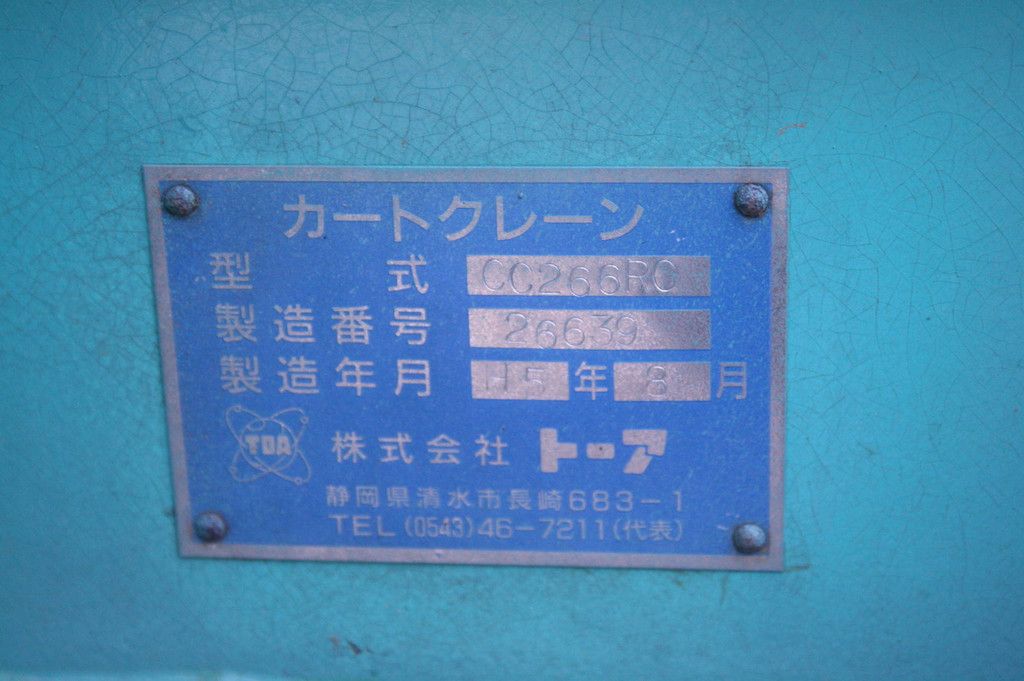 カートクレーン
型式 CC266RC
製造番号 26639
製造年月 H5年8月
TOA 株式会社トーア
静岡県清水市長崎683-1
TEL(0543)46-7211(代表)